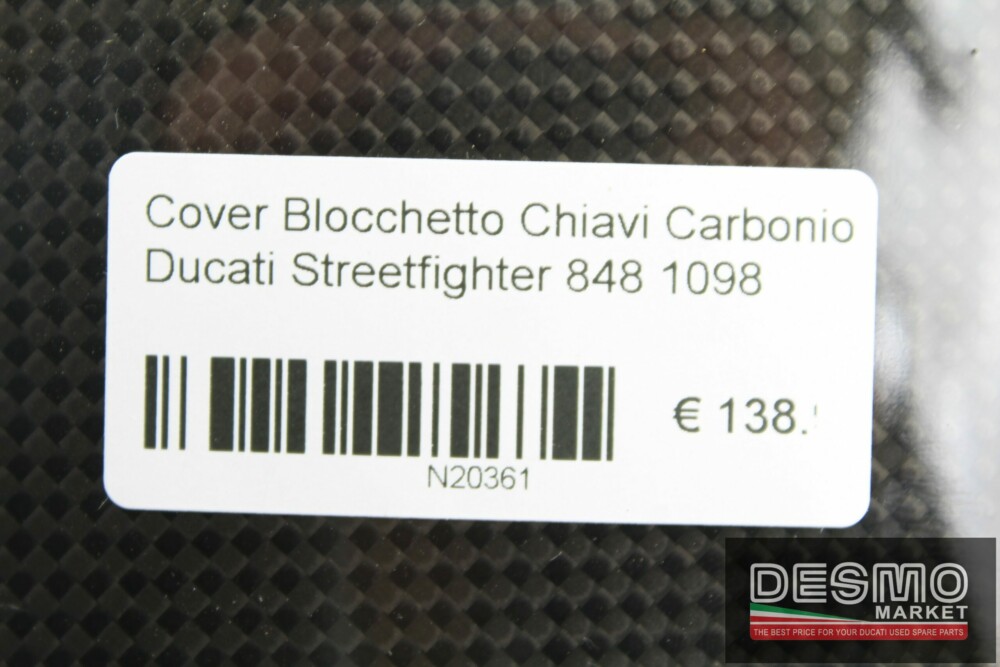 Cover Blocchetto Chiavi Carbonio
Ducati Streetfighter 848 1098
€ 138.
N20361
DESMO
MARKET
THE BEST PRICE FOR YOUR DUCATI USED SPARE PARTS